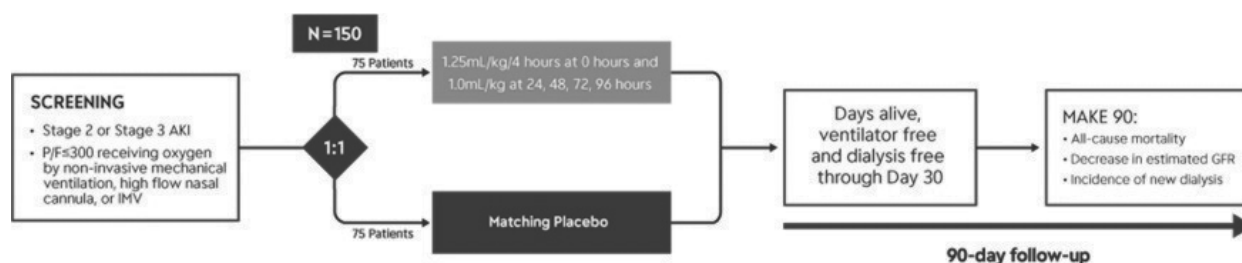 N=150
75 Patients
1.25mL/kg/4 hours at 0 hours and
1.0mL/kg at 24, 48, 72, 96 hours
SCREENING
• Stage 2 or Stage 3 AKI
• P/F≤300 receiving oxygen
by non-invasive mechanical
ventilation, high flow nasal
cannula, or IMV
1:1
75 Patients
Matching Placebo
Days alive,
ventilator free
and dialysis free
through Day 30
MAKE 90:
• All-cause mortality
• Decrease in estimated GFR
• Incidence of new dialysis
90-day follow-up